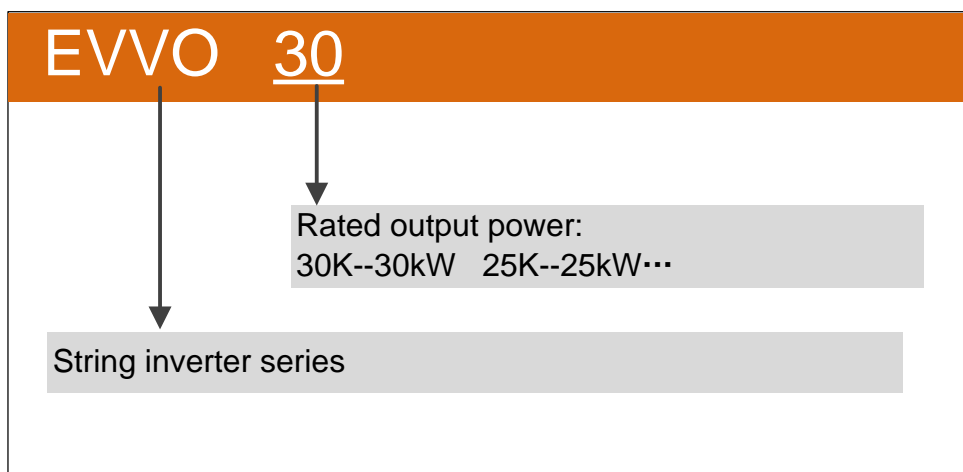 EVVO 30
Rated output power:
30K--30kW 25K--25kW···
String inverter series